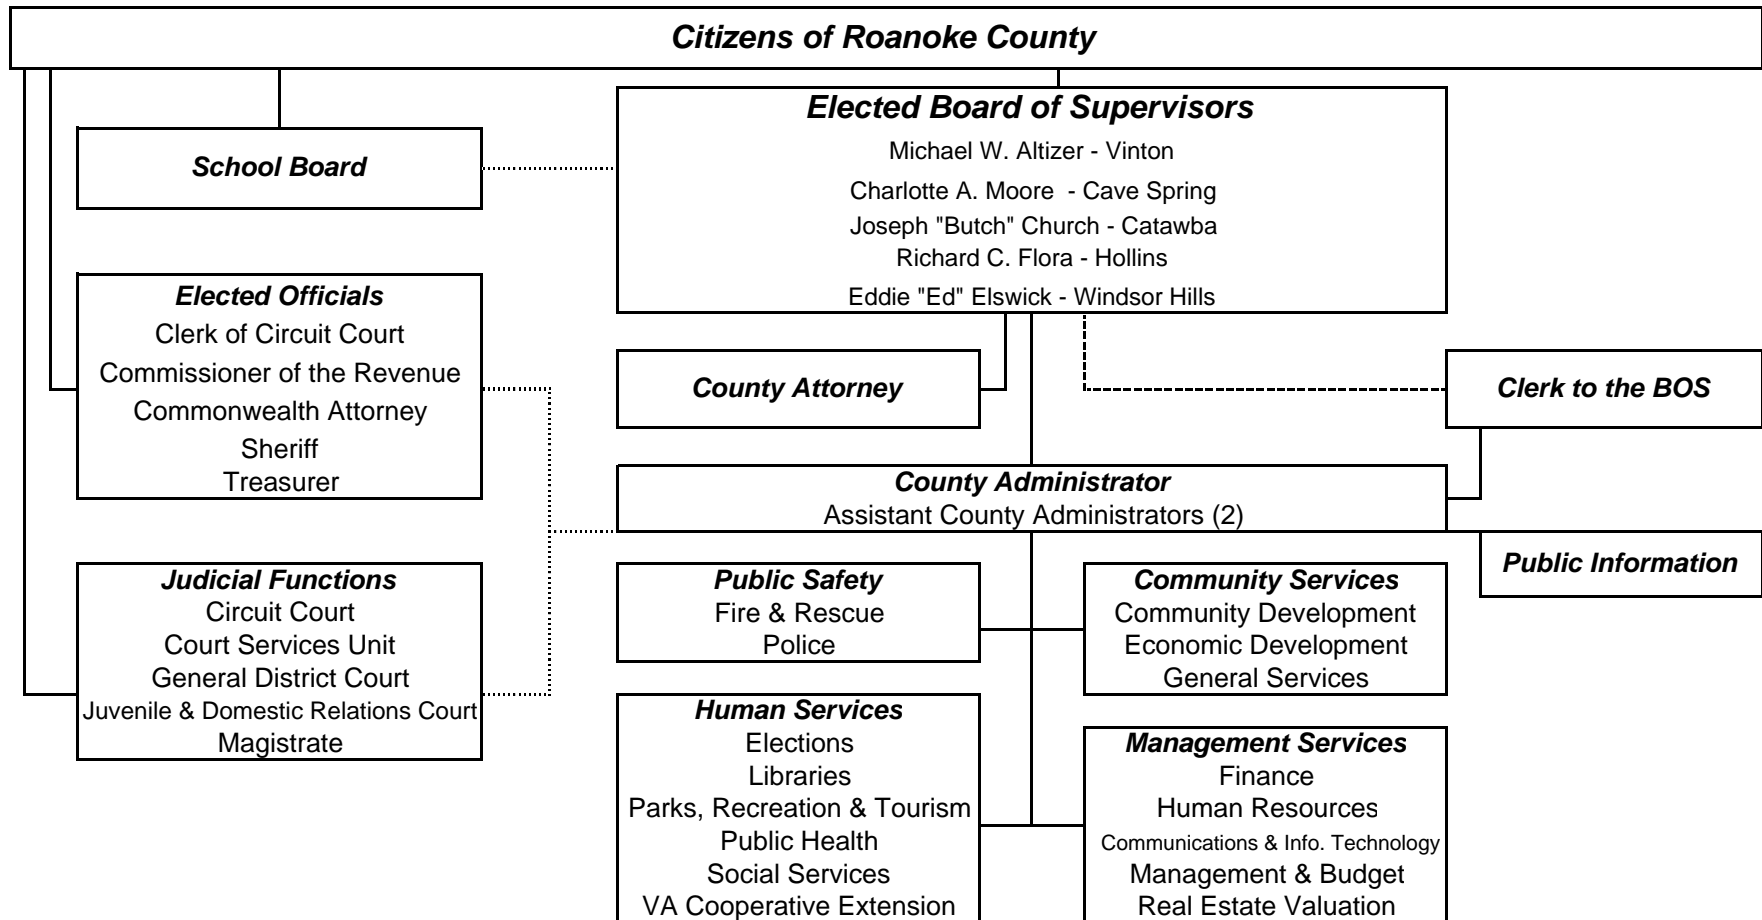 Citizens of Roanoke County
Elected Board of Supervisors
Michael W. Altizer - Vinton
Charlotte A. Moore - Cave Spring
Joseph "Butch" Church - Catawba
Richard C. Flora - Hollins
Eddie "Ed" Elswick - Windsor Hills
School Board
Elected Officials
Clerk of Circuit Court
Commissioner of the Revenue
Commonwealth Attorney
Sheriff
Treasurer
County Attorney
Clerk to the BOS
County Administrator
Assistant County Administrators (2)
Public Information
Judicial Functions
Circuit Court
Court Services Unit
General District Court
Juvenile & Domestic Relations Court
Magistrate
Public Safety
Fire & Rescue
Police
Community Services
Community Development
Economic Development
General Services
Human Services
Elections
Libraries
Parks, Recreation & Tourism
Public Health
Social Services
VA Cooperative Extension
Management Services
Finance
Human Resources
Communications & Info. Technology
Management & Budget
Real Estate Valuation